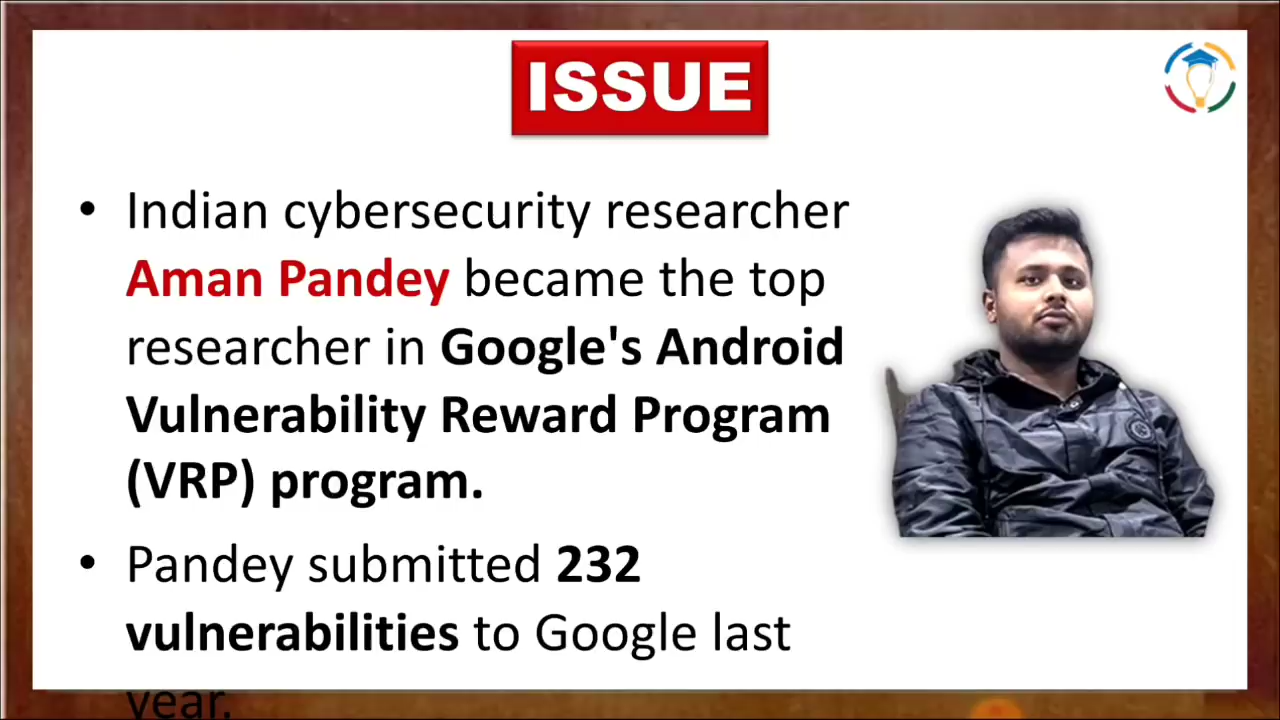 ISSUE
• Indian cybersecurity researcher
Aman Pandey became the top
researcher in Google's Android
Vulnerability Reward Program
(VRP) program.
• Pandey submitted 232
vulnerabilities to Google last
year.